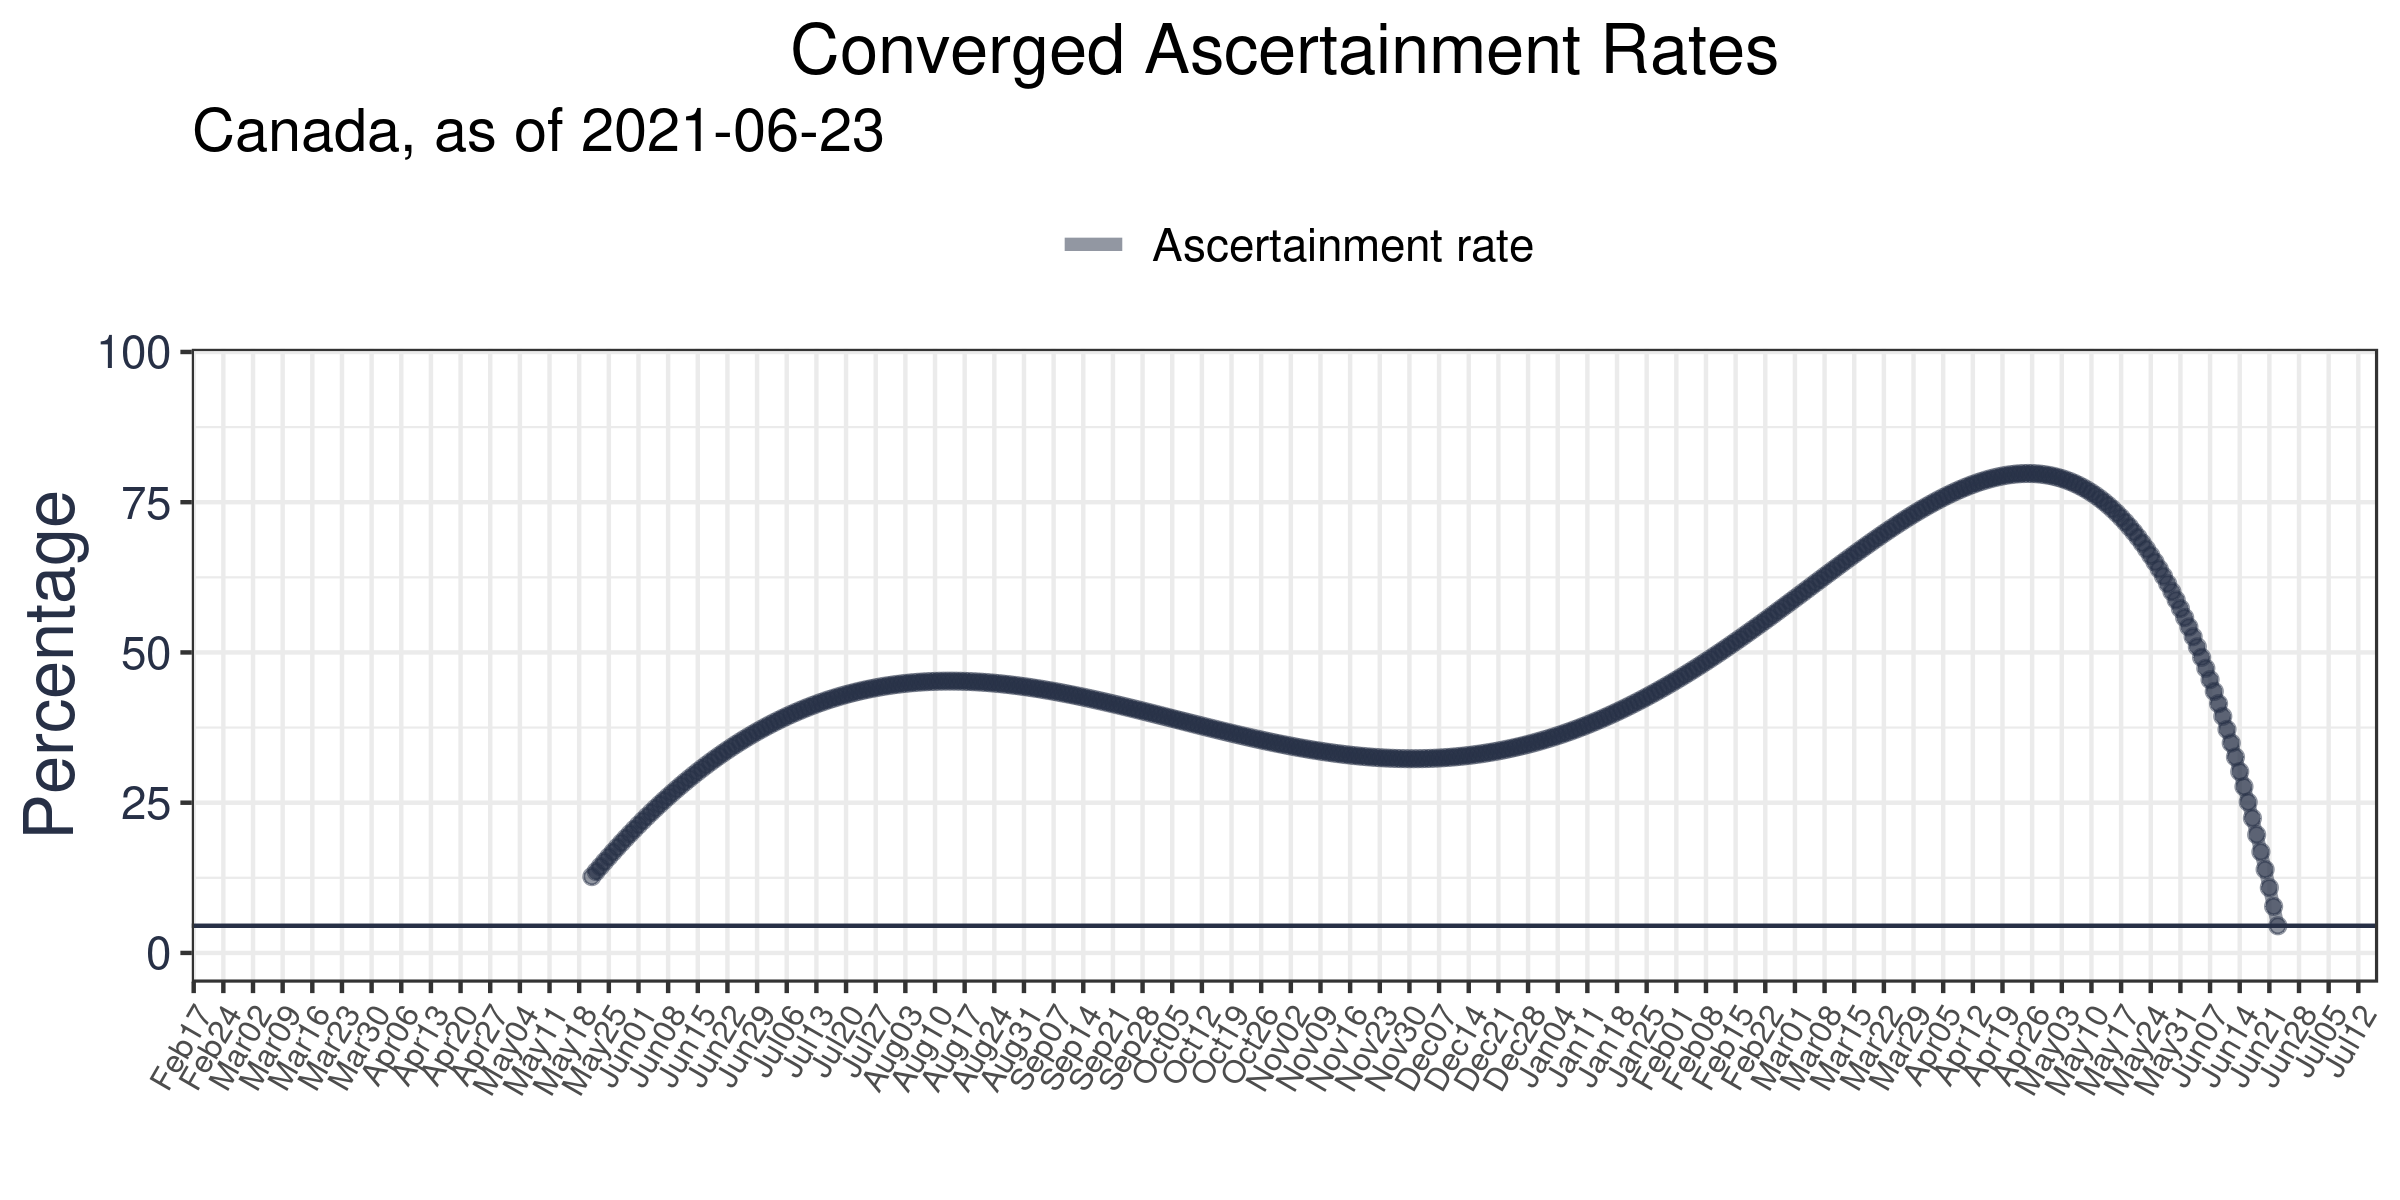 Converged Ascertainment Rates
Canada, as of 2021-06-23
Ascertainment rate
Percentage
100
75
50
25
0
Feb17
Feb24
Mar02
Mar09
Mar16
Mar23
Mar30
Apr06
Apr13
Apr20
Apr27
May04
May11
May18
May25
Jun01
Jun08
Jun15
Jun22
Jun29
Jul06
Jul13
Jul20
Jul27
Aug03
Aug10
Aug17
Aug24
Aug31
Sep07
Sep14
Sep21
Sep28
Oct05
Oct12
Oct19
Oct26
Nov02
Nov09
Nov16
Nov23
Nov30
Dec07
Dec14
Dec21
Dec28
Jan04
Jan11
Jan18
Jan25
Feb01
Feb08
Feb15
Feb22
Mar01
Mar08
Mar15
Mar22
Mar29
Apr05
Apr12
Apr19
Apr26
May03
May10
May17
May24
May31
Jun07
Jun14
Jun21
Jun28
Jul05
Jul12